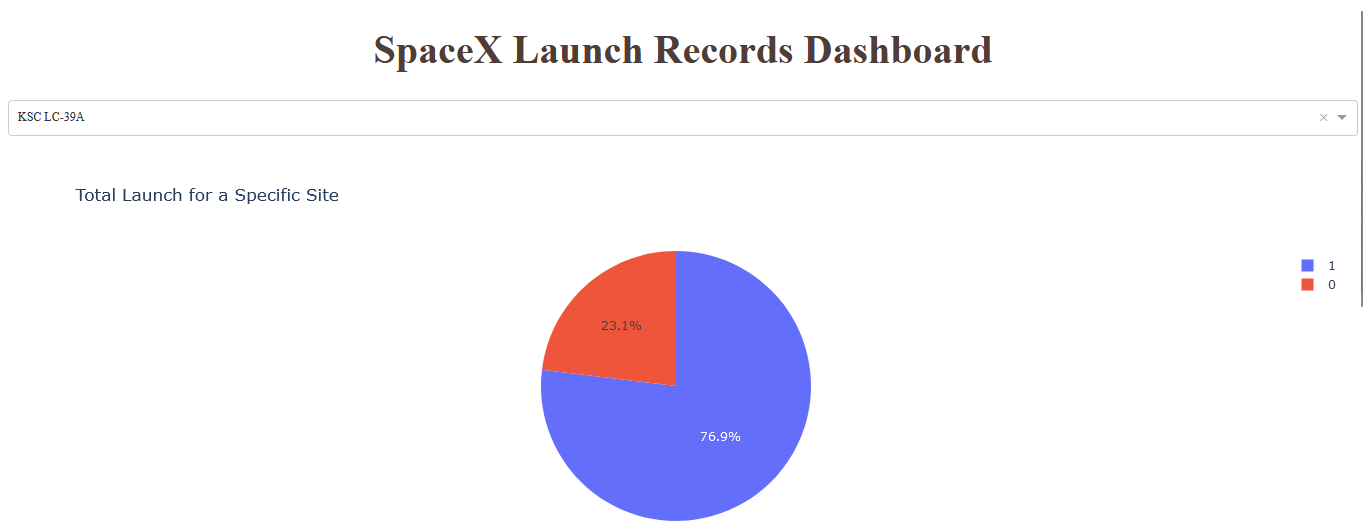 SpaceX Launch Records Dashboard
KSC LC-39A
Total Launch for a Specific Site
1
0
23.1%
76.9%